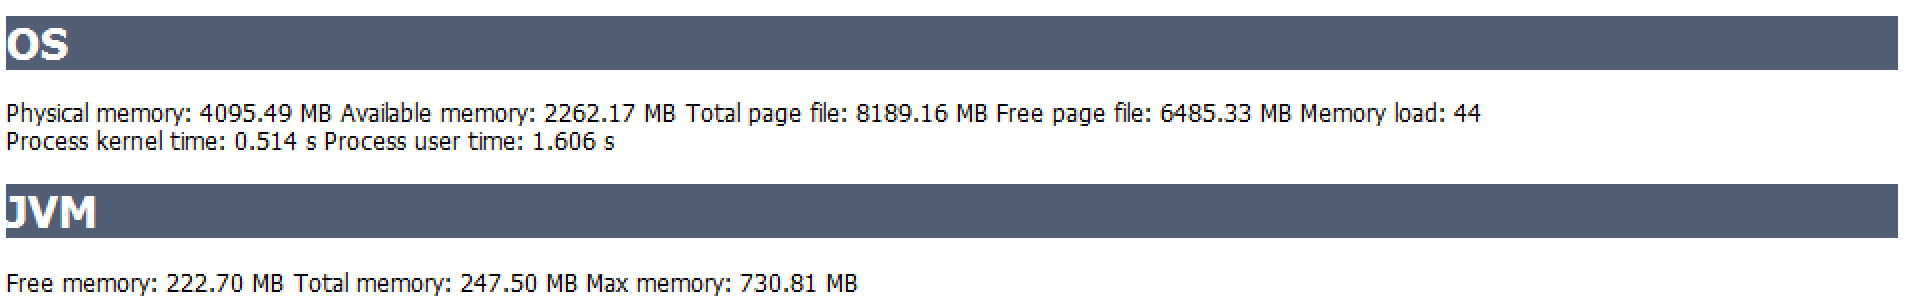 OS
Physical memory: 4095.49 MB Available memory: 2262.17 MB Total page file: 8189.16 MB Free page file: 6485.33 MB Memory load: 44
Process kernel time: 0.514 s Process user time: 1.606 s
JVM
Free memory: 222.70 MB Total memory: 247.50 MB Max memory: 730.81 MB